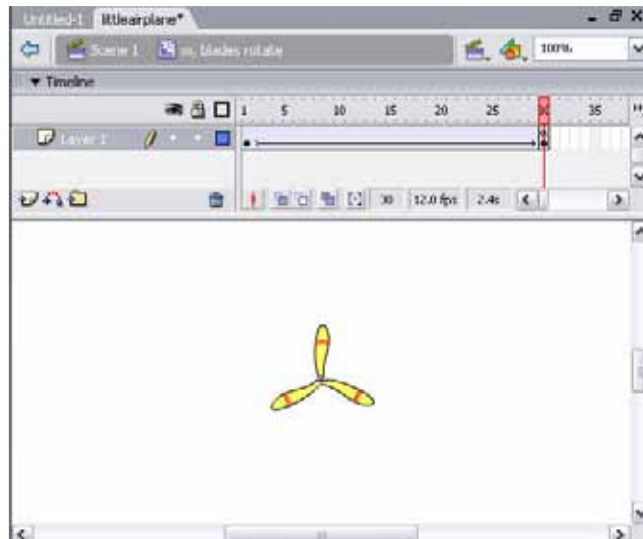 Untitled-1 littleairplane*
Scene 1 m, blades rotate 100%
Timeline
1 5 10 15 20 25 30 35
Layer 1
30 12.0 fps 2.4s